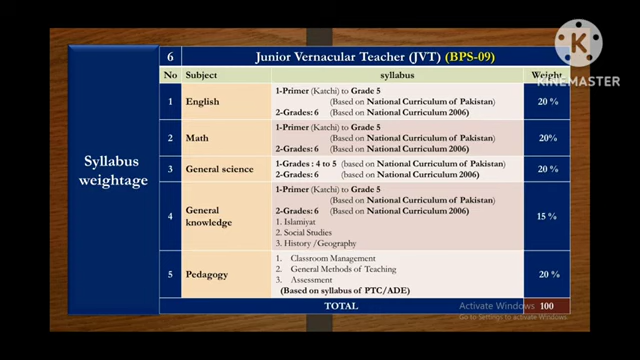 K
KINEMASTER
Syllabus
weightage
6 Junior Vernacular Teacher (JVT) (BPS-09)
No Subject syllabus Weight
1 English 20 %
1-Primer (Katchi) to Grade 5
(Based on National Curriculum of Pakistan)
2-Grades: 6 (Based on National Curriculum 2006)
2 Math 20%
1-Primer (Katchi) to Grade 5
(Based on National Curriculum of Pakistan)
2-Grades: 6 (Based on National Curriculum 2006)
3 General science 20 %
1-Grades : 4 to 5 (based on National Curriculum of Pakistan)
2-Grades: 6 (based on National Curriculum 2006)
4 General knowledge 15 %
1-Primer (Katchi) to Grade 5
(Based on National Curriculum of Pakistan)
2-Grades: 6 (Based on National Curriculum 2006)
1. Islamiyat
2. Social Studies
3. History /Geography
5 Pedagogy 20 %
1. Classroom Management
2. General Methods of Teaching
3. Assessment
(Based on syllabus of PTC/ADE)
TOTAL 100
Activate Windows
Go to Settings to activate Windows.